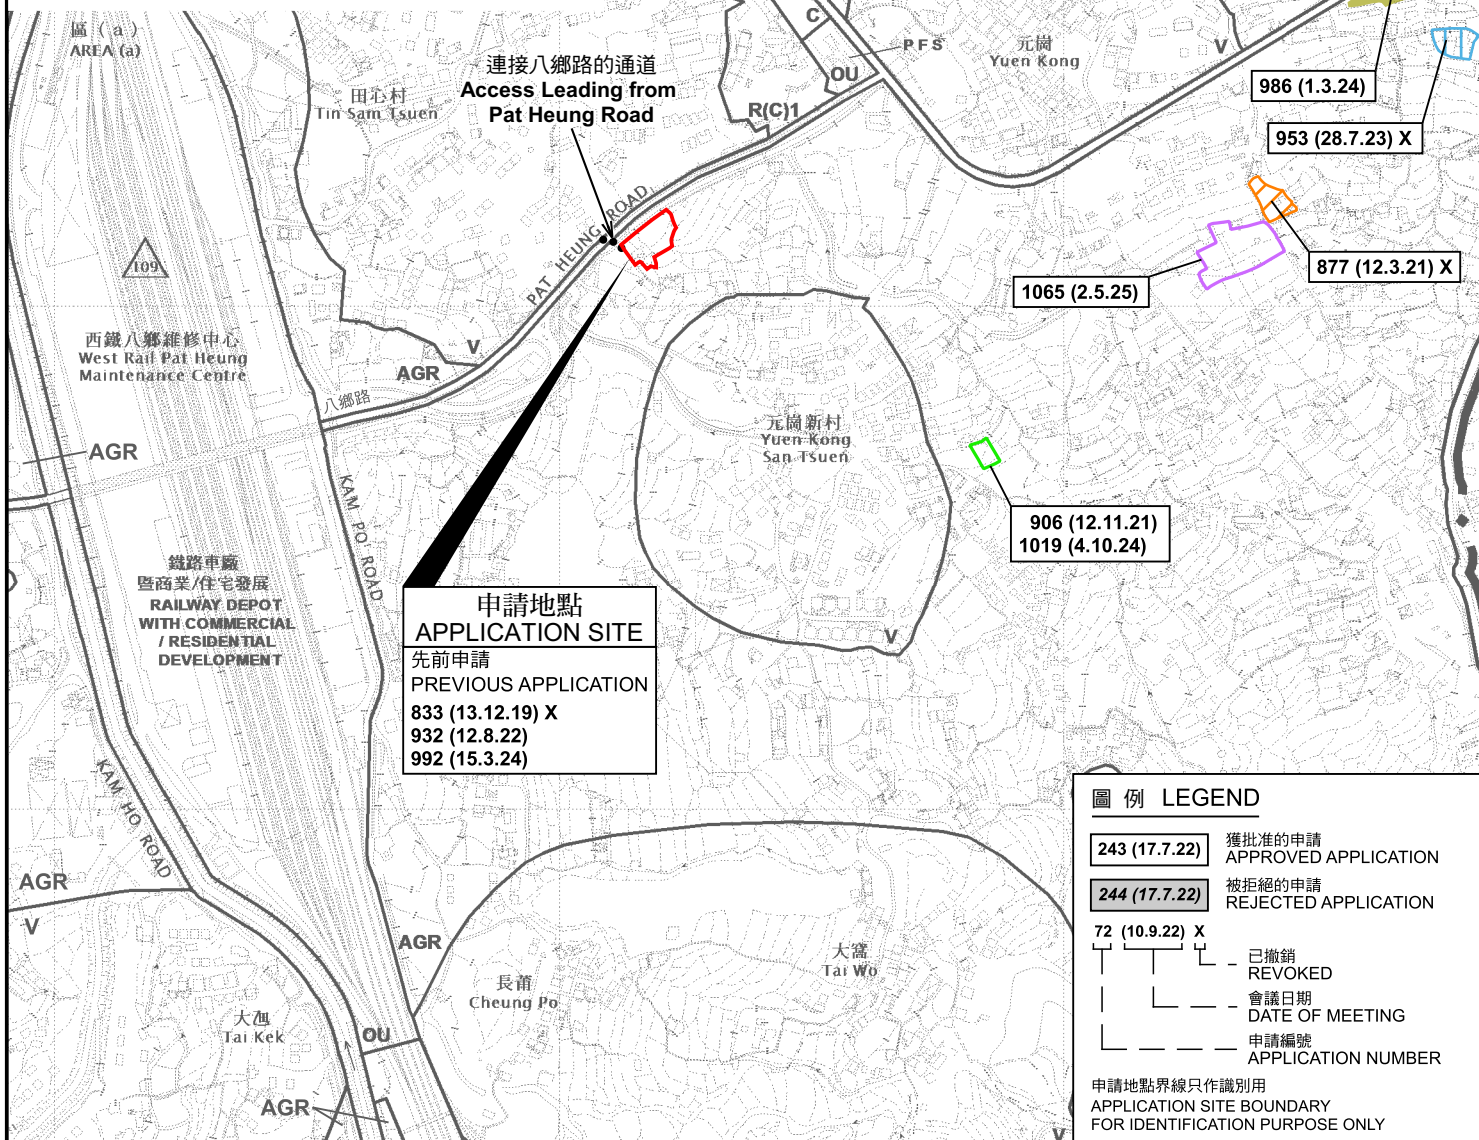 區 ( a )
AREA (a)
田心村
Tin Sam Tsuen
連接八鄉路的通道
Access Leading from
Pat Heung Road
C
PFS
OU
R(C)1
元崗
Yuen Kong
V
986 (1.3.24)
953 (28.7.23) X
877 (12.3.21) X
1065 (2.5.25)
PAT HEUNG ROAD
109
西鐵八鄉維修中心
West Rail Pat Heung
Maintenance Centre
V
AGR
八鄉路
AGR
元崗新村
Yuen Kong
San Tsuen
KAM PO ROAD
906 (12.11.21)
1019 (4.10.24)
鐵路車廠
暨商業/住宅發展
RAILWAY DEPOT
WITH COMMERCIAL
/ RESIDENTIAL
DEVELOPMENT
V
申請地點
APPLICATION SITE
先前申請
PREVIOUS APPLICATION
833 (13.12.19) X
932 (12.8.22)
992 (15.3.24)
KAM HO ROAD
AGR
V
AGR
長莆
Cheung Po
大窩
Tai Wo
Tai Kek
OU
AGR
V
圖 例 LEGEND
243 (17.7.22)
獲批准的申請
APPROVED APPLICATION
244 (17.7.22)
被拒絕的申請
REJECTED APPLICATION
72 (10.9.22) X
已撤銷
REVOKED
會議日期
DATE OF MEETING
申請編號
APPLICATION NUMBER
申請地點界線只作識別用
APPLICATION SITE BOUNDARY
FOR IDENTIFICATION PURPOSE ONLY